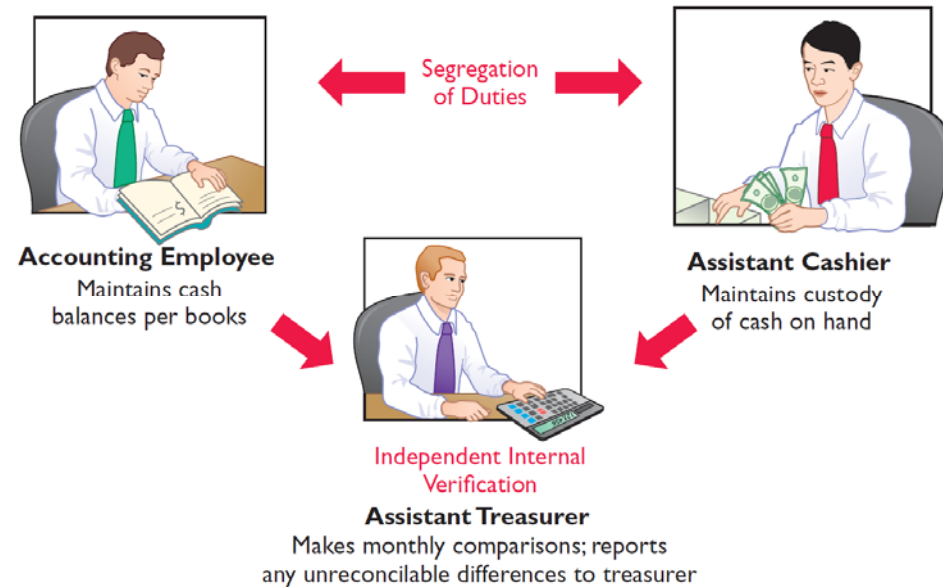 Segregation
of Duties
$
Accounting Employee
Maintains cash
balances per books
Assistant Cashier
Maintains custody
of cash on hand
Independent Internal
Verification
Assistant Treasurer
Makes monthly comparisons; reports
any unreconcilable differences to treasurer